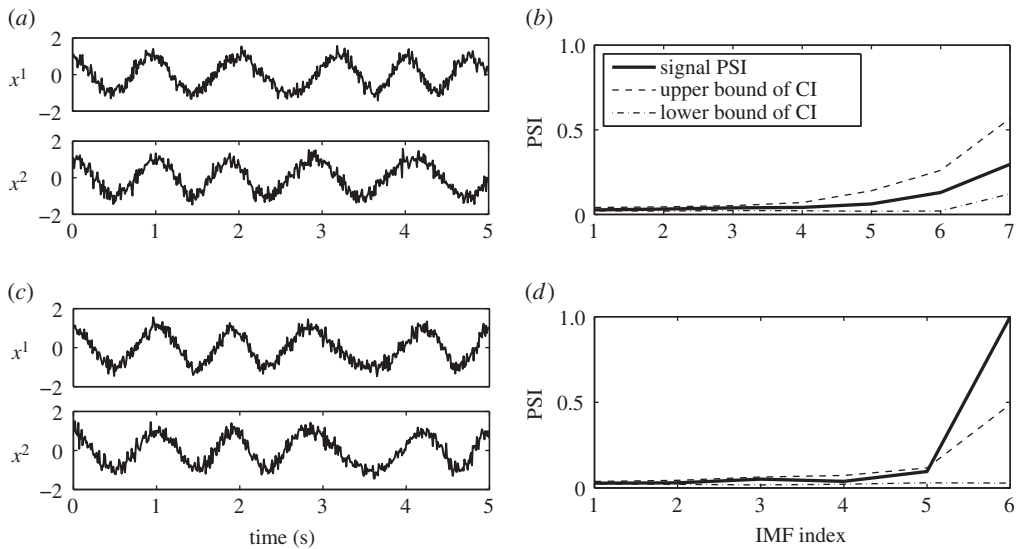 (a)
2
0
−2
x1
2
0
−2
x2
0 1 2 3 4 5
(b)
1.0
0.5
0
PSI
signal PSI
upper bound of CI
lower bound of CI
1 2 3 4 5 6 7
(c)
2
0
−2
x1
2
0
−2
x2
0 1 2 3 4 5
time (s)
(d)
1.0
0.5
0
PSI
1 2 3 4 5 6
IMF index